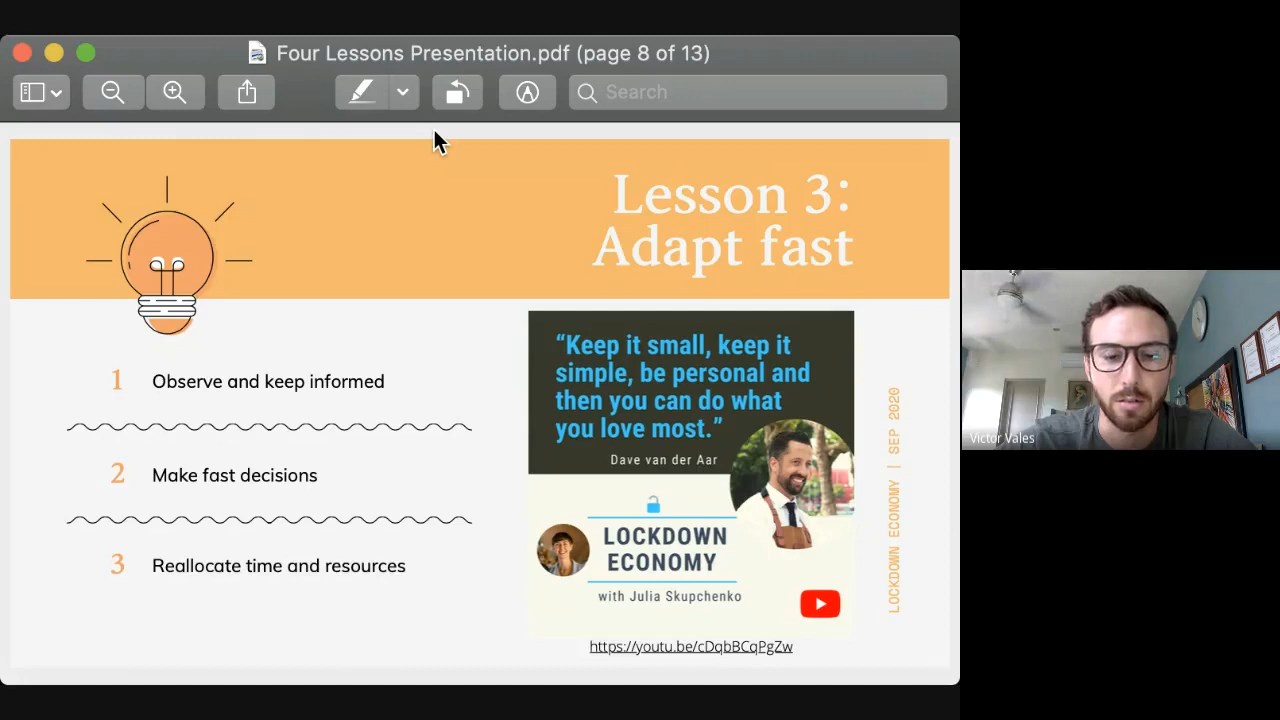 Four Lessons Presentation.pdf (page 8 of 13)
Search
Lesson 3:
Adapt fast
1 Observe and keep informed
2 Make fast decisions
3 Reallocate time and resources
“Keep it small, keep it
simple, be personal and
then you can do what
you love most.”
Dave van der Aar
LOCKDOWN
ECONOMY
with Julia Skupchenko
https://youtu.be/cDqbBCqPgZw
LOCKDOWN ECONOMY | SEP 2020
Victor Vales